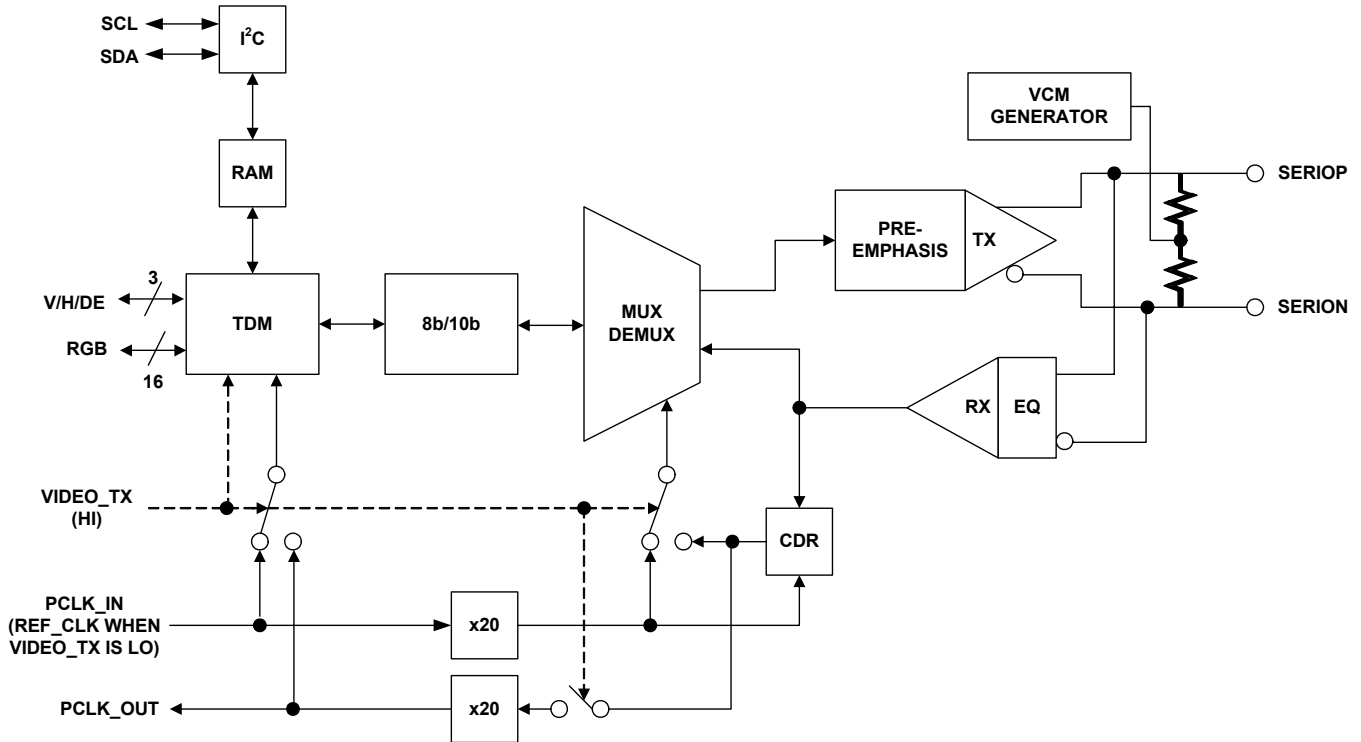 SCL
SDA
I²C
VCM
GENERATOR
RAM
SERIOP
PRE-
EMPHASIS
TX
3
V/H/DE
TDM
8b/10b
MUX
DEMUX
SERION
RGB
16
RX
EQ
VIDEO_TX
(HI)
CDR
PCLK_IN
(REF_CLK WHEN
VIDEO_TX IS LO)
x20
PCLK_OUT
x20